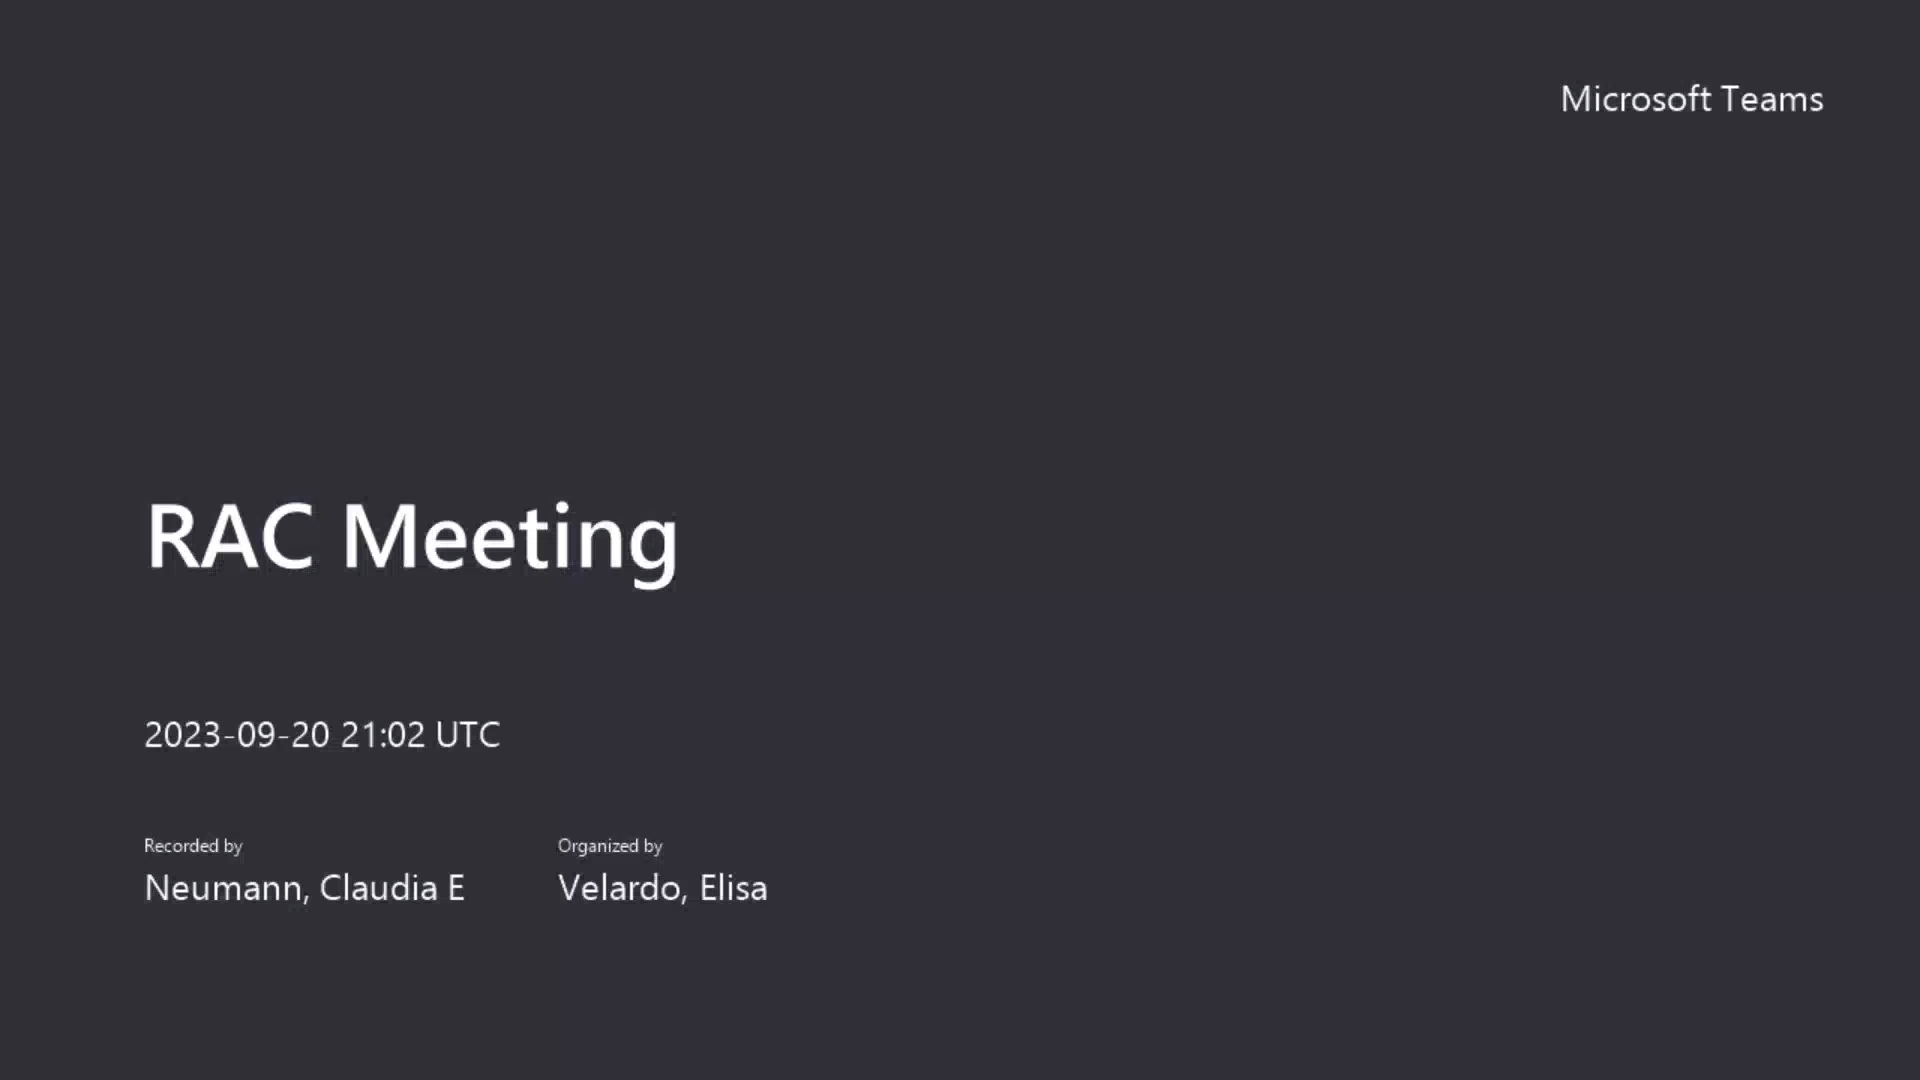 Microsoft Teams
RAC Meeting
2023-09-20 21:02 UTC
Recorded by
Organized by
Neumann, Claudia E
Velardo, Elisa